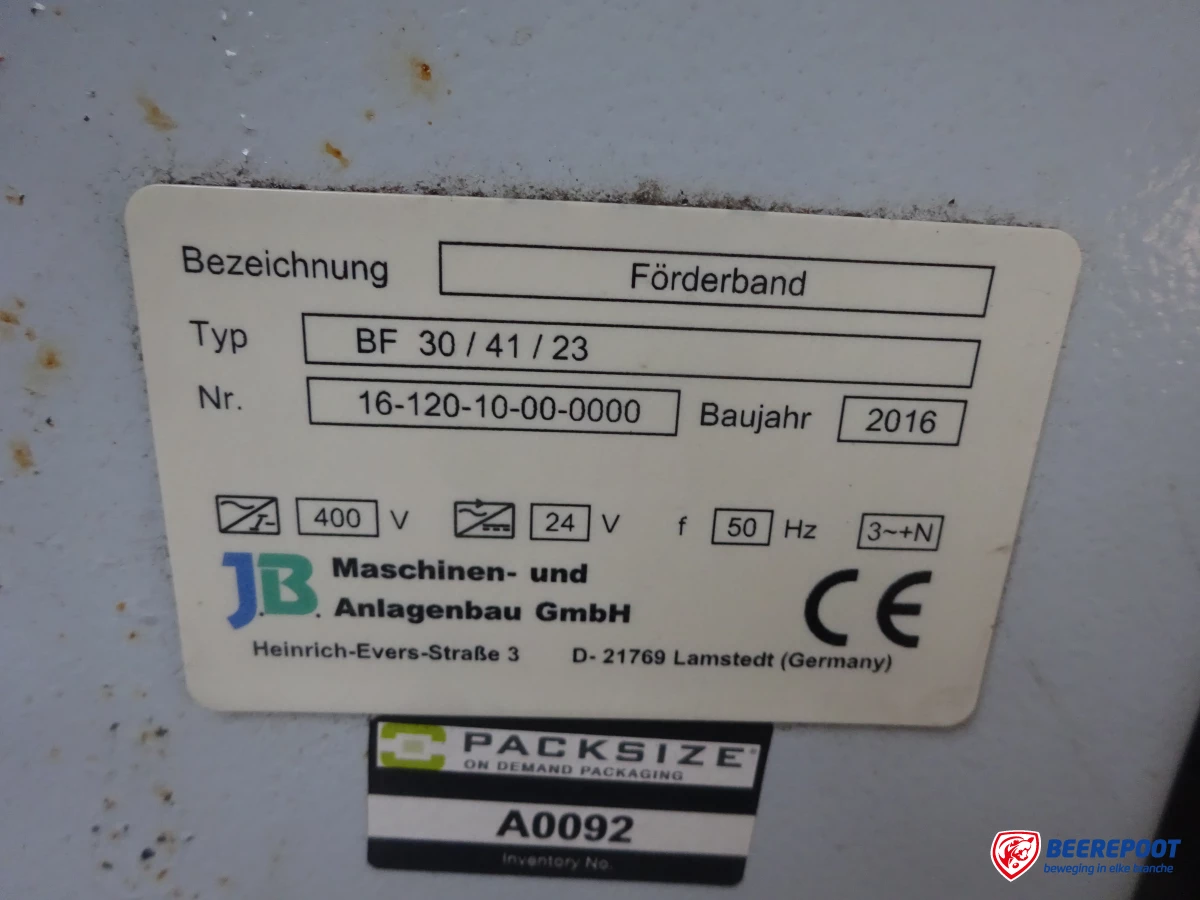 Bezeichnung Förderband
Typ BF 30 / 41 / 23
Nr. 16-120-10-00-0000 Baujahr 2016
400 V 24 V f 50 Hz 3~+N
J.B. Maschinen- und
Anlagenbau GmbH
CE
Heinrich-Evers-Straße 3 D- 21769 Lamstedt (Germany)
PACKSIZE®
ON DEMAND PACKAGING
A0092
Inventory No.
BEEREPOOT
beweging in elke branche